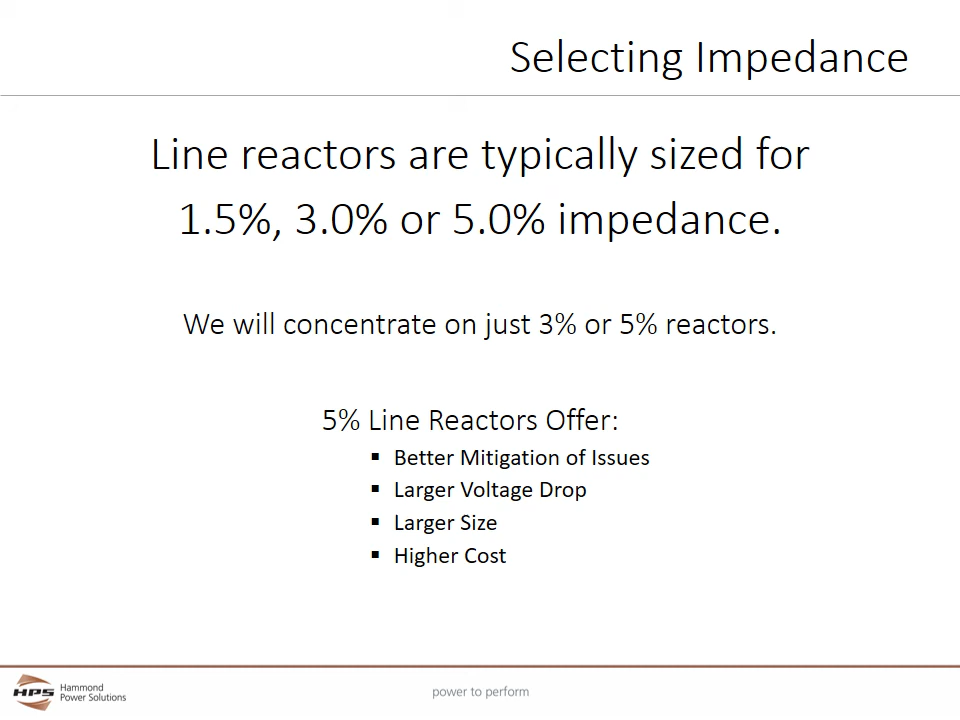 Selecting Impedance
Line reactors are typically sized for
1.5%, 3.0% or 5.0% impedance.
We will concentrate on just 3% or 5% reactors.
5% Line Reactors Offer:
▪ Better Mitigation of Issues
▪ Larger Voltage Drop
▪ Larger Size
▪ Higher Cost
HPS
Hammond
Power Solutions
power to perform